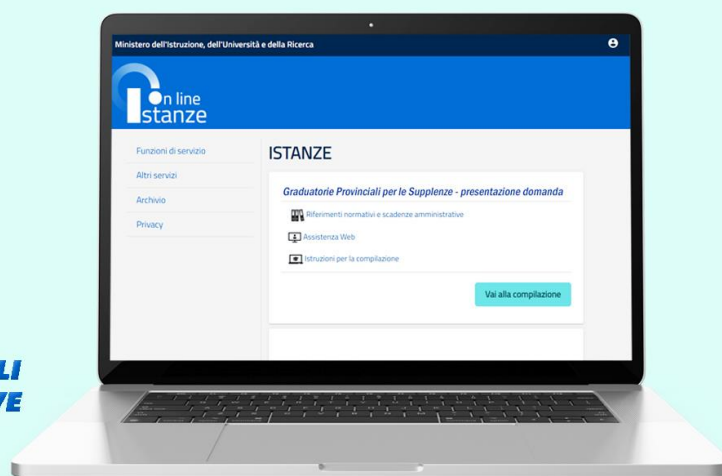 Ministero dell'Istruzione, dell'Università e della Ricerca
on line
Istanze
Funzioni di servizio
Altri servizi
Archivio
Privacy
ISTANZE
Graduatorie Provinciali per le Supplenze - presentazione domanda
Riferimenti normativi e scadenze amministrative
Assistenza Web
Istruzioni per la compilazione
Vai alla compilazione
LI
VE